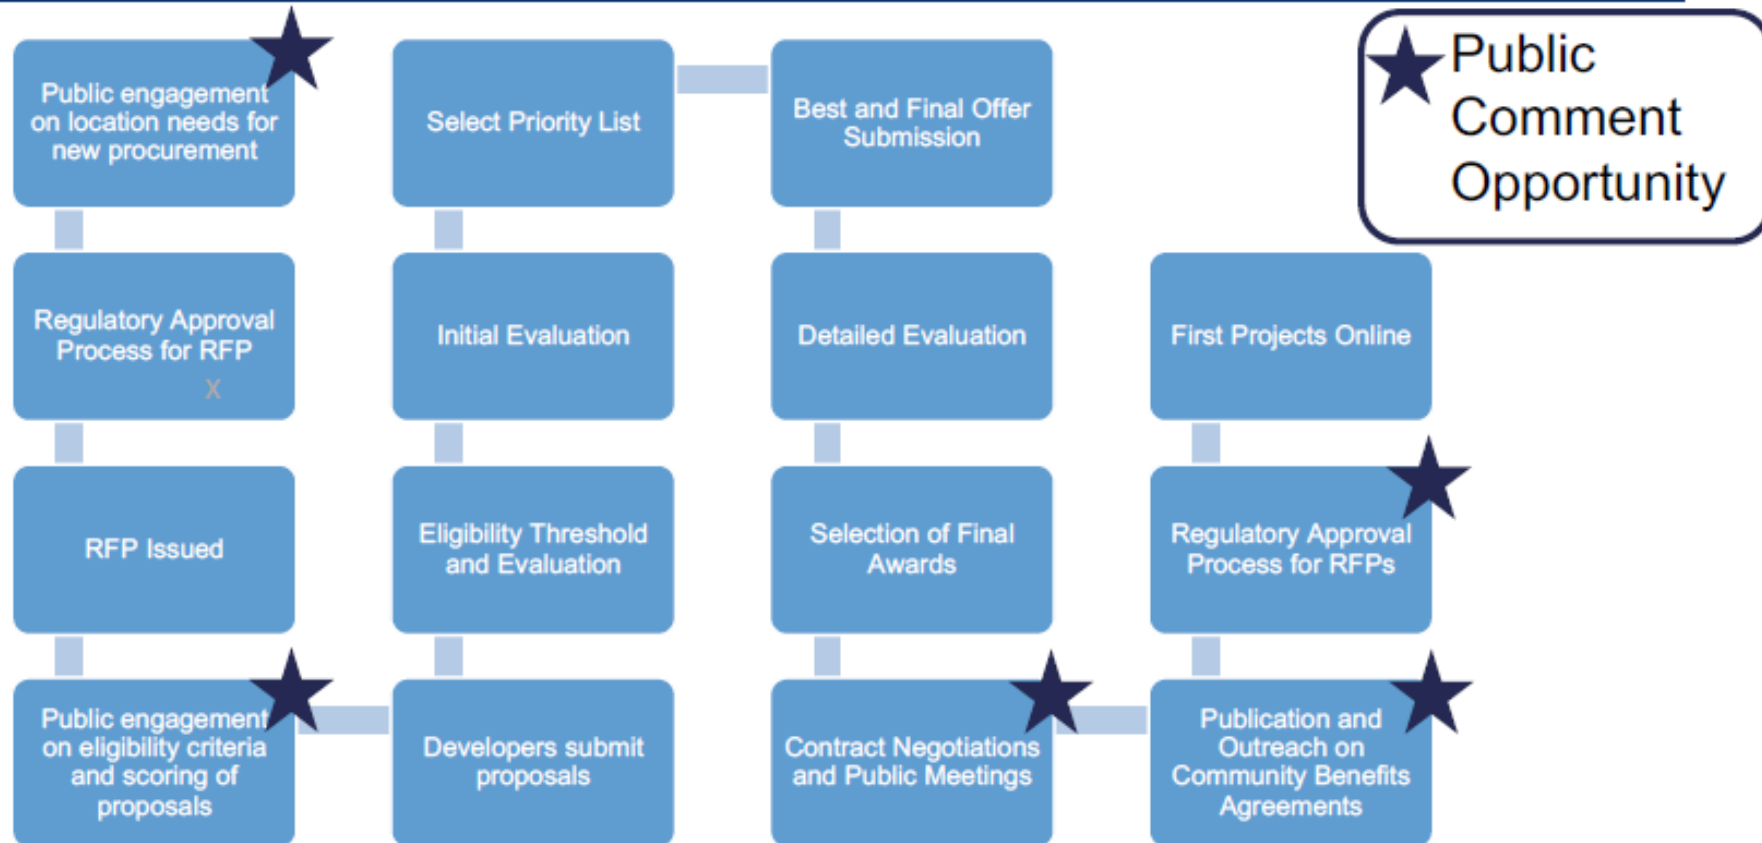 Public engagement
on location needs for
new procurement
Regulatory Approval
Process for RFP
X
RFP Issued
Public engagement
on eligibility criteria
and scoring of
proposals
Developers submit
proposals
Eligibility Threshold
and Evaluation
Initial Evaluation
Select Priority List
Best and Final Offer
Submission
Detailed Evaluation
Selection of Final
Awards
Contract Negotiations
and Public Meetings
Publication and
Outreach on
Community Benefits
Agreements
Regulatory Approval
Process for RFPs
First Projects Online
Public
Comment
Opportunity